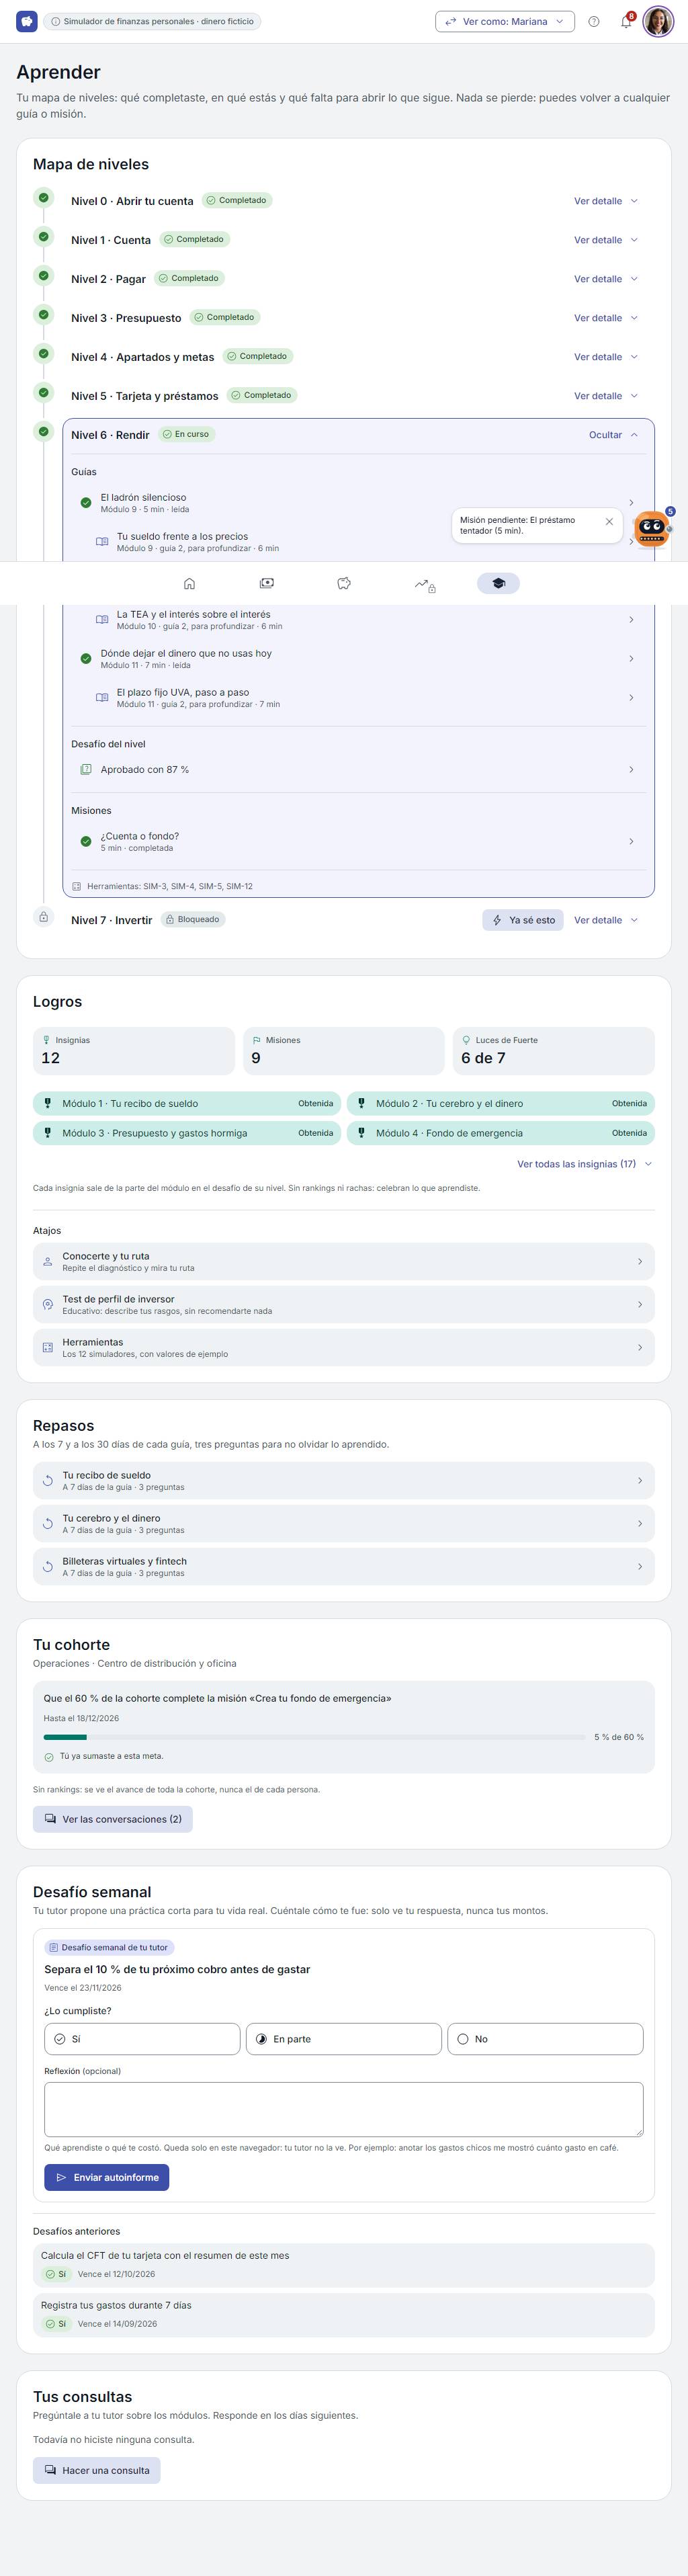 Simulador de finanzas personales · dinero ficticio
Ver como: Mariana
8
Aprender
Tu mapa de niveles: qué completaste, en qué estás y qué falta para abrir lo que sigue. Nada se pierde: puedes volver a cualquier
guía o misión.
Mapa de niveles
Nivel 0 · Abrir tu cuenta
Completado
Ver detalle
Nivel 1 · Cuenta
Completado
Ver detalle
Nivel 2 · Pagar
Completado
Ver detalle
Nivel 3 · Presupuesto
Completado
Ver detalle
Nivel 4 · Apartados y metas
Completado
Ver detalle
Nivel 5 · Tarjeta y préstamos
Completado
Ver detalle
Nivel 6 · Rendir
En curso
Ocultar
Guías
El ladrón silencioso
Módulo 9 · 5 min · leída
Misión pendiente: El préstamo
tentador (5 min).
5
Tu sueldo frente a los precios
Módulo 9 · guía 2, para profundizar · 6 min
La TEA y el interés sobre el interés
Módulo 10 · guía 2, para profundizar · 6 min
Dónde dejar el dinero que no usas hoy
Módulo 11 · 7 min · leída
El plazo fijo UVA, paso a paso
Módulo 11 · guía 2, para profundizar · 7 min
Desafío del nivel
Aprobado con 87 %
Misiones
¿Cuenta o fondo?
5 min · completada
Herramientas: SIM-3, SIM-4, SIM-5, SIM-12
Nivel 7 · Invertir
Bloqueado
Ya sé esto
Ver detalle
Logros
Insignias
12
Misiones
9
Luces de Fuerte
6 de 7
Módulo 1 · Tu recibo de sueldo
Obtenida
Módulo 2 · Tu cerebro y el dinero
Obtenida
Módulo 3 · Presupuesto y gastos hormiga
Obtenida
Módulo 4 · Fondo de emergencia
Obtenida
Ver todas las insignias (17)
Cada insignia sale de la parte del módulo en el desafío de su nivel. Sin rankings ni rachas: celebran lo que aprendiste.
Atajos
Conocerte y tu ruta
Repite el diagnóstico y mira tu ruta
Test de perfil de inversor
Educativo: describe tus rasgos, sin recomendarte nada
Herramientas
Los 12 simuladores, con valores de ejemplo
Repasos
A los 7 y a los 30 días de cada guía, tres preguntas para no olvidar lo aprendido.
Tu recibo de sueldo
A 7 días de la guía · 3 preguntas
Tu cerebro y el dinero
A 7 días de la guía · 3 preguntas
Billeteras virtuales y fintech
A 7 días de la guía · 3 preguntas
Tu cohorte
Operaciones · Centro de distribución y oficina
Que el 60 % de la cohorte complete la misión «Crea tu fondo de emergencia»
Hasta el 18/12/2026
5 % de 60 %
Tú ya sumaste a esta meta.
Sin rankings: se ve el avance de toda la cohorte, nunca el de cada persona.
Ver las conversaciones (2)
Desafío semanal
Tu tutor propone una práctica corta para tu vida real. Cuéntale cómo te fue: solo ve tu respuesta, nunca tus montos.
Desafío semanal de tu tutor
Separa el 10 % de tu próximo cobro antes de gastar
Vence el 23/11/2026
¿Lo cumpliste?
Sí
En parte
No
Reflexión (opcional)
Qué aprendiste o qué te costó. Queda solo en este navegador: tu tutor no la ve. Por ejemplo: anotar los gastos chicos me mostró cuánto gasto en café.
Enviar autoinforme
Desafíos anteriores
Calcula el CFT de tu tarjeta con el resumen de este mes
Sí
Vence el 12/10/2026
Registra tus gastos durante 7 días
Sí
Vence el 14/09/2026
Tus consultas
Pregúntale a tu tutor sobre los módulos. Responde en los días siguientes.
Todavía no hiciste ninguna consulta.
Hacer una consulta